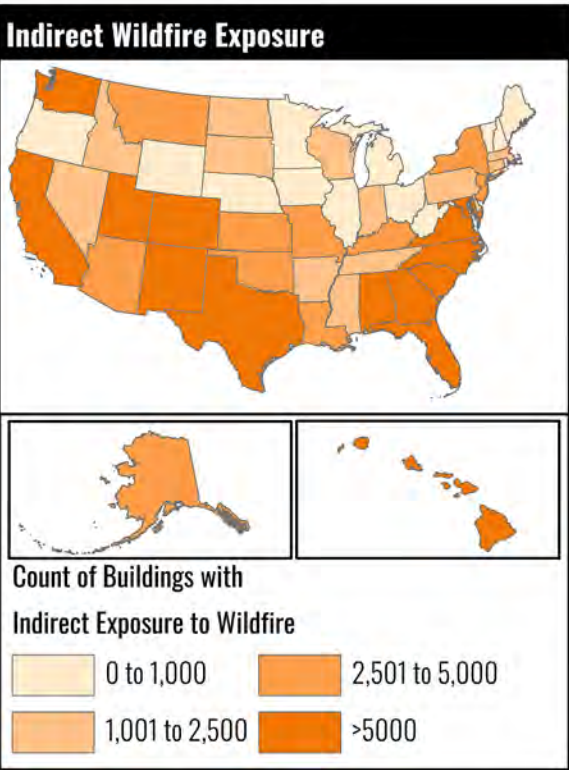 Indirect Wildfire Exposure
Count of Buildings with
Indirect Exposure to Wildfire
0 to 1,000
2,501 to 5,000
1,001 to 2,500
>5000